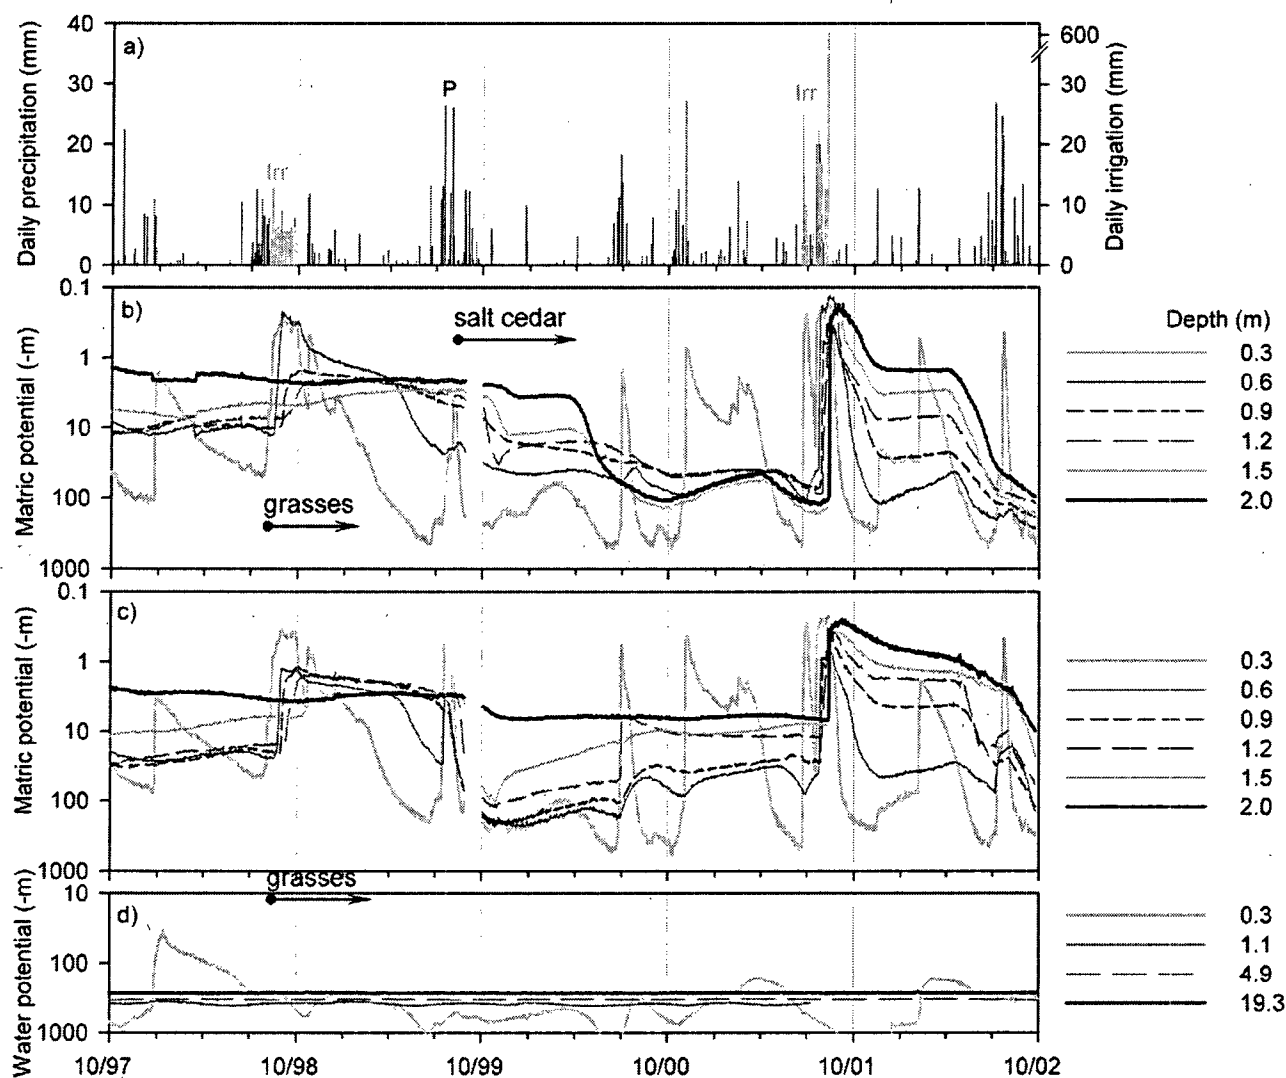 a)
Daily precipitation (mm)
40
30
20
10
0
P
Irr
Irr
600
30
20
10
0
Daily irrigation (mm)
b)
Matric potential (-m)
0.1
1
10
100
1000
salt cedar
grasses
Depth (m)
0.3
0.6
0.9
1.2
1.5
2.0
c)
Matric potential (-m)
0.1
1
10
100
1000
0.3
0.6
0.9
1.2
1.5
2.0
grasses
d)
Water potential (-m)
10
100
1000
0.3
1.1
4.9
19.3
10/97
10/98
10/99
10/00
10/01
10/02